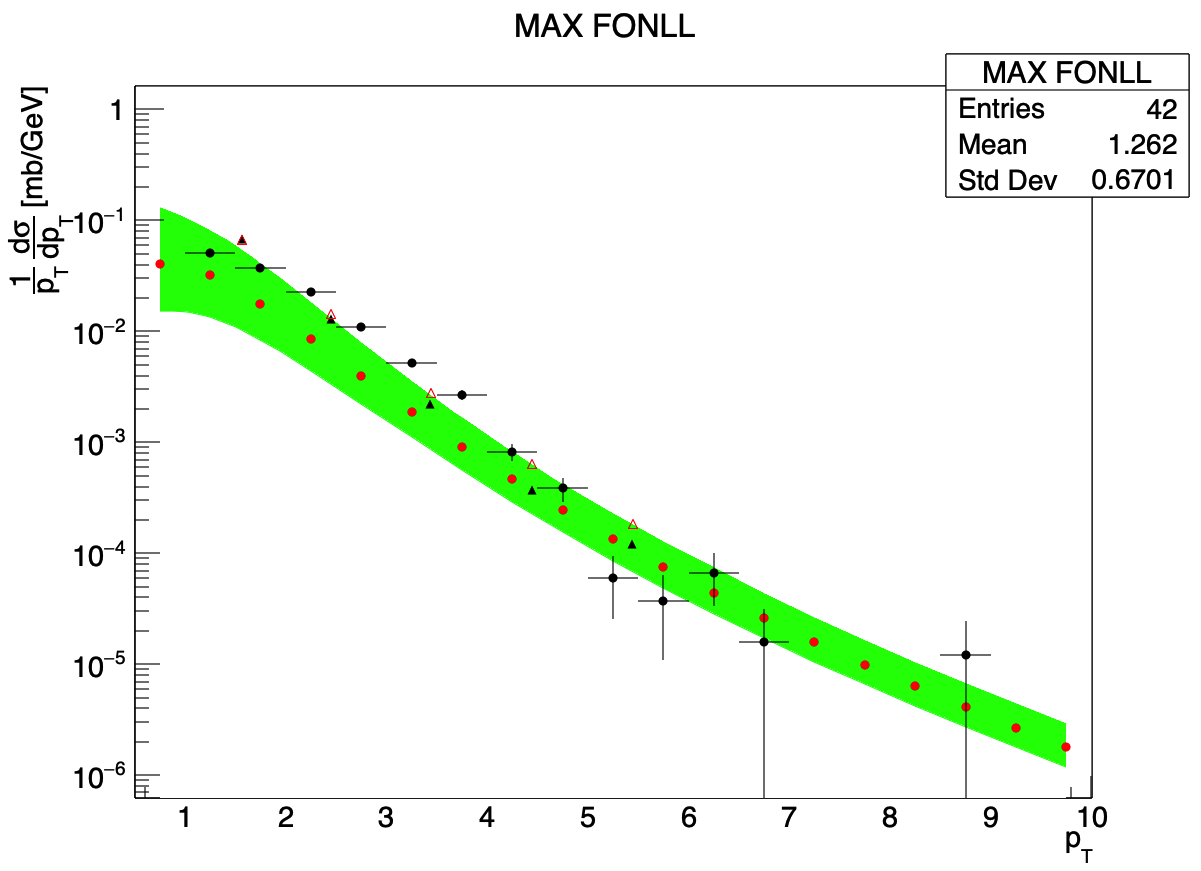 MAX FONLL
MAX FONLL
Entries 42
Mean 1.262
Std Dev 0.6701
1/p_T dσ/dp_T [mb/GeV]
1
10⁻¹
10⁻²
10⁻³
10⁻⁴
10⁻⁵
10⁻⁶
1 2 3 4 5 6 7 8 9 10
p_T